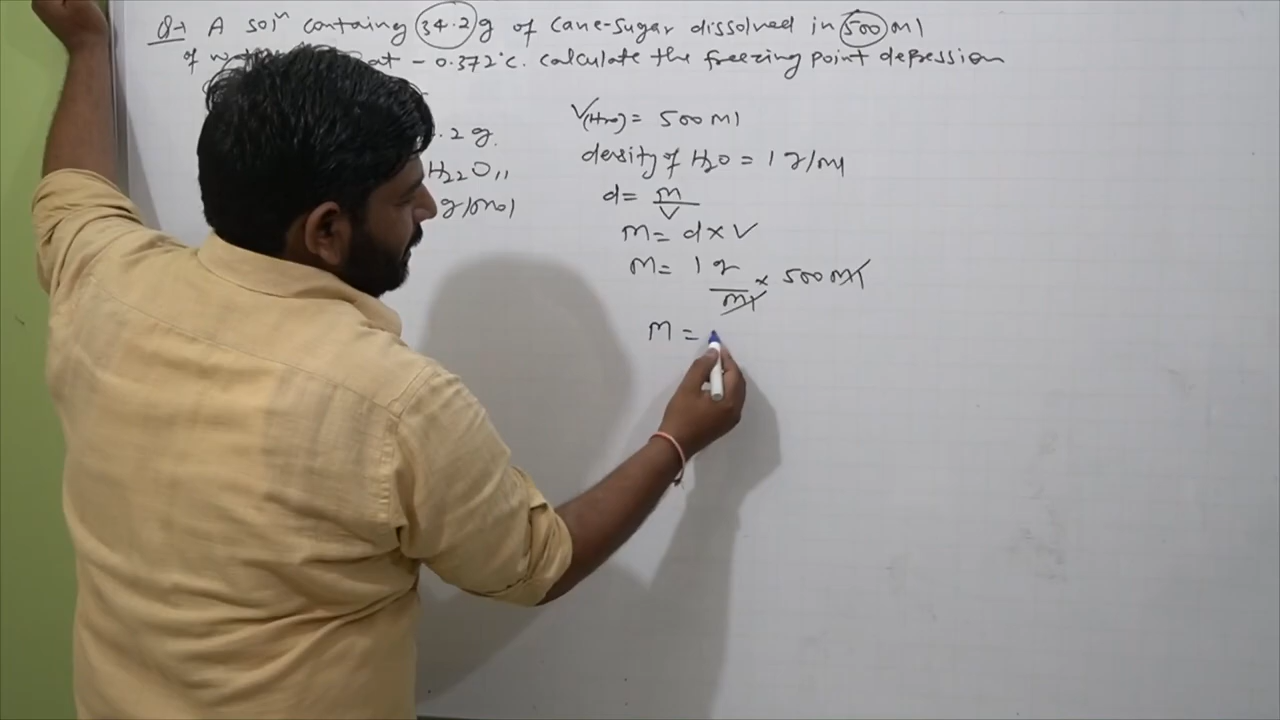 Q-1 A solⁿ containg 34.2 g of cane-sugar dissolved in 500 ml
of at -0.372°c. calculate the freezing point depression
.2 g.
H₂₂O₁₁
g/mol
V(H₂O) = 500 ml
density of H₂O = 1 g/ml
d = m/V
m = d × V
m = 1 g/ml × 500 ml
m =